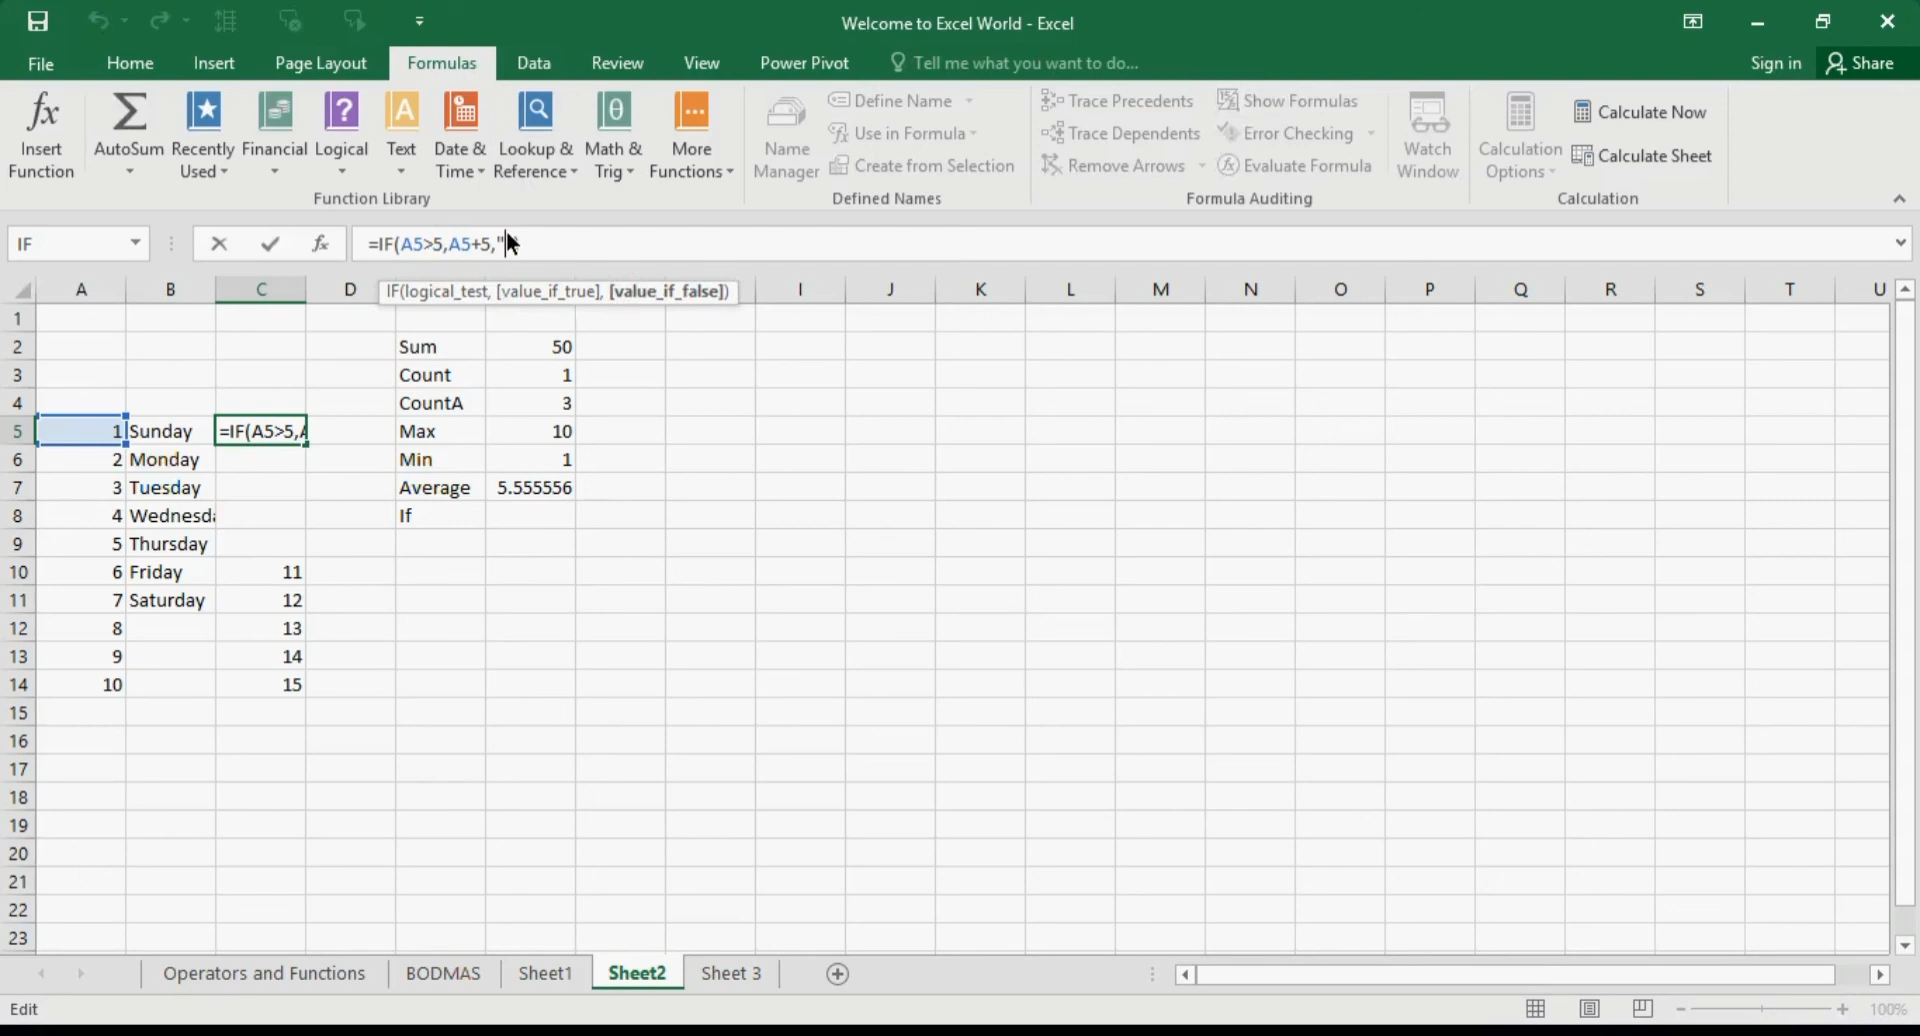 Welcome to Excel World - Excel
File Home Insert Page Layout Formulas Data Review View Power Pivot Tell me what you want to do... Sign in Share
fx Σ ? A θ
Insert Function
AutoSum
Recently Used
Financial
Logical
Text
Date & Time
Lookup & Reference
Math & Trig
More Functions
Function Library
Name Manager
Define Name
Use in Formula
Create from Selection
Defined Names
Trace Precedents
Trace Dependents
Remove Arrows
Show Formulas
Error Checking
Evaluate Formula
Formula Auditing
Watch Window
Calculation Options
Calculate Now
Calculate Sheet
Calculation
IF fx =IF(A5>5,A5+5,"
IF(logical_test, [value_if_true], [value_if_false])
A B C D I J K L M N O P Q R S T U
1
2 Sum 50
3 Count 1
4 CountA 3
5 1 Sunday =IF(A5>5,A Max 10
6 2 Monday Min 1
7 3 Tuesday Average 5.555556
8 4 Wednesda If
9 5 Thursday
10 6 Friday 11
11 7 Saturday 12
12 8 13
13 9 14
14 10 15
15
16
17
18
19
20
21
22
23
Operators and Functions BODMAS Sheet1 Sheet2 Sheet 3
Edit 100%